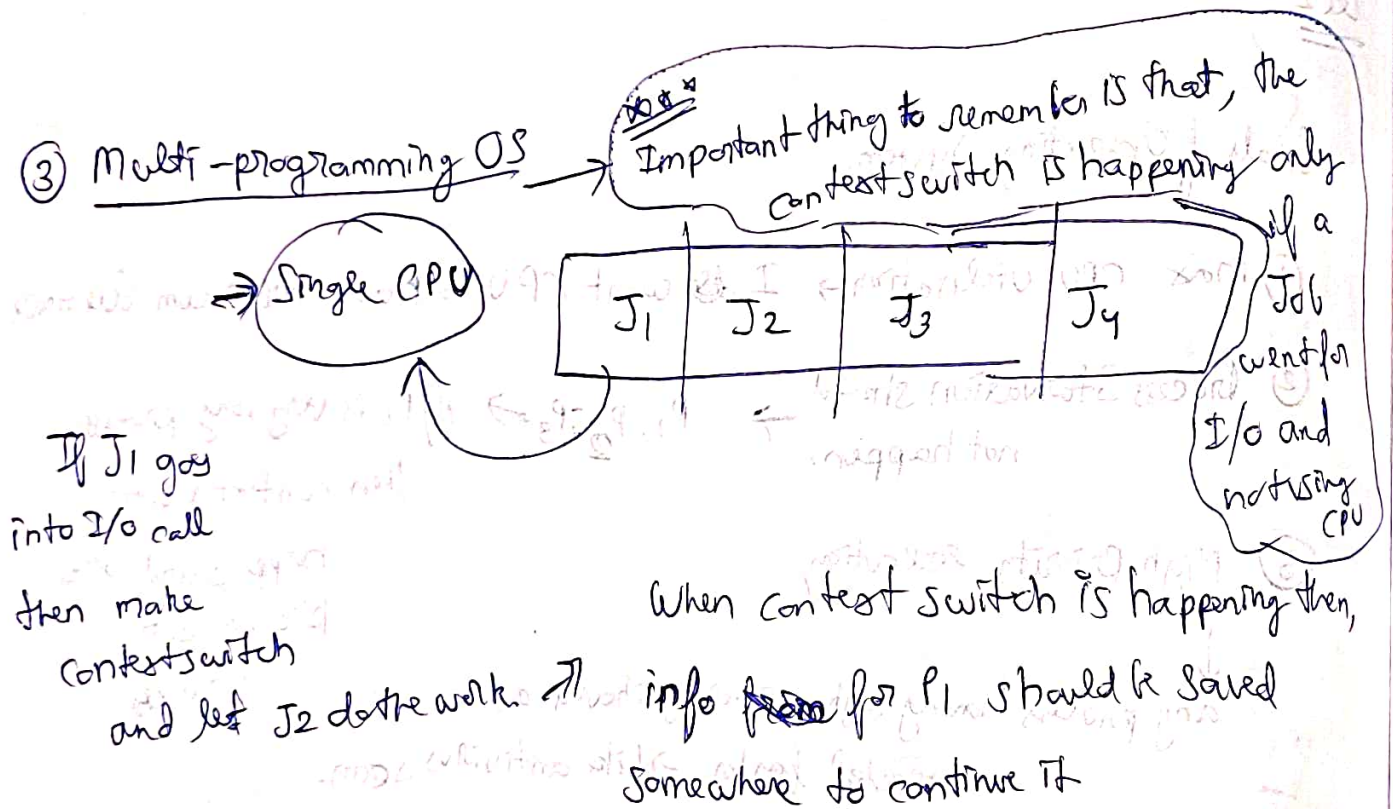 ③ Multi-programming OS →
***
Important thing to remember is that, the
context switch is happening only
if a
Job
went for
I/o and
not using
CPU
→ Single CPU
J1 J2 J3 J4
If J1 goes
into I/o call
then make
context switch
and let J2 do the work. →
When context switch is happening then,
info for P1 should be saved
somewhere to continue it